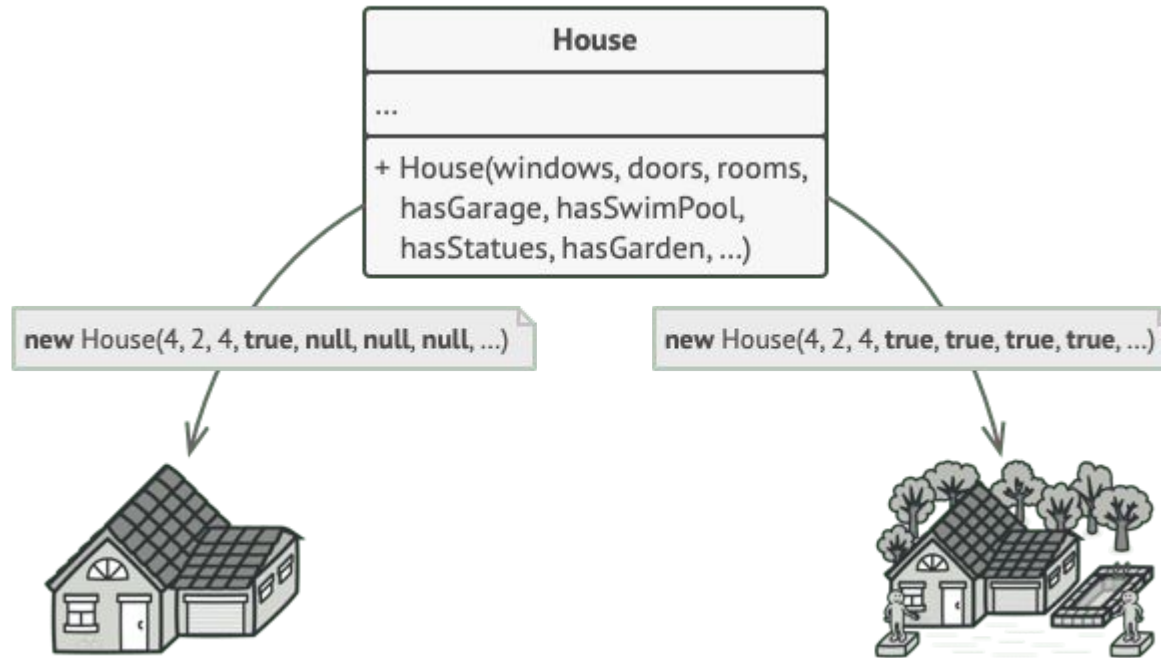 House
...
+ House(windows, doors, rooms,
hasGarage, hasSwimPool,
hasStatues, hasGarden, ...)
new House(4, 2, 4, true, null, null, null, ...)
new House(4, 2, 4, true, true, true, true, ...)